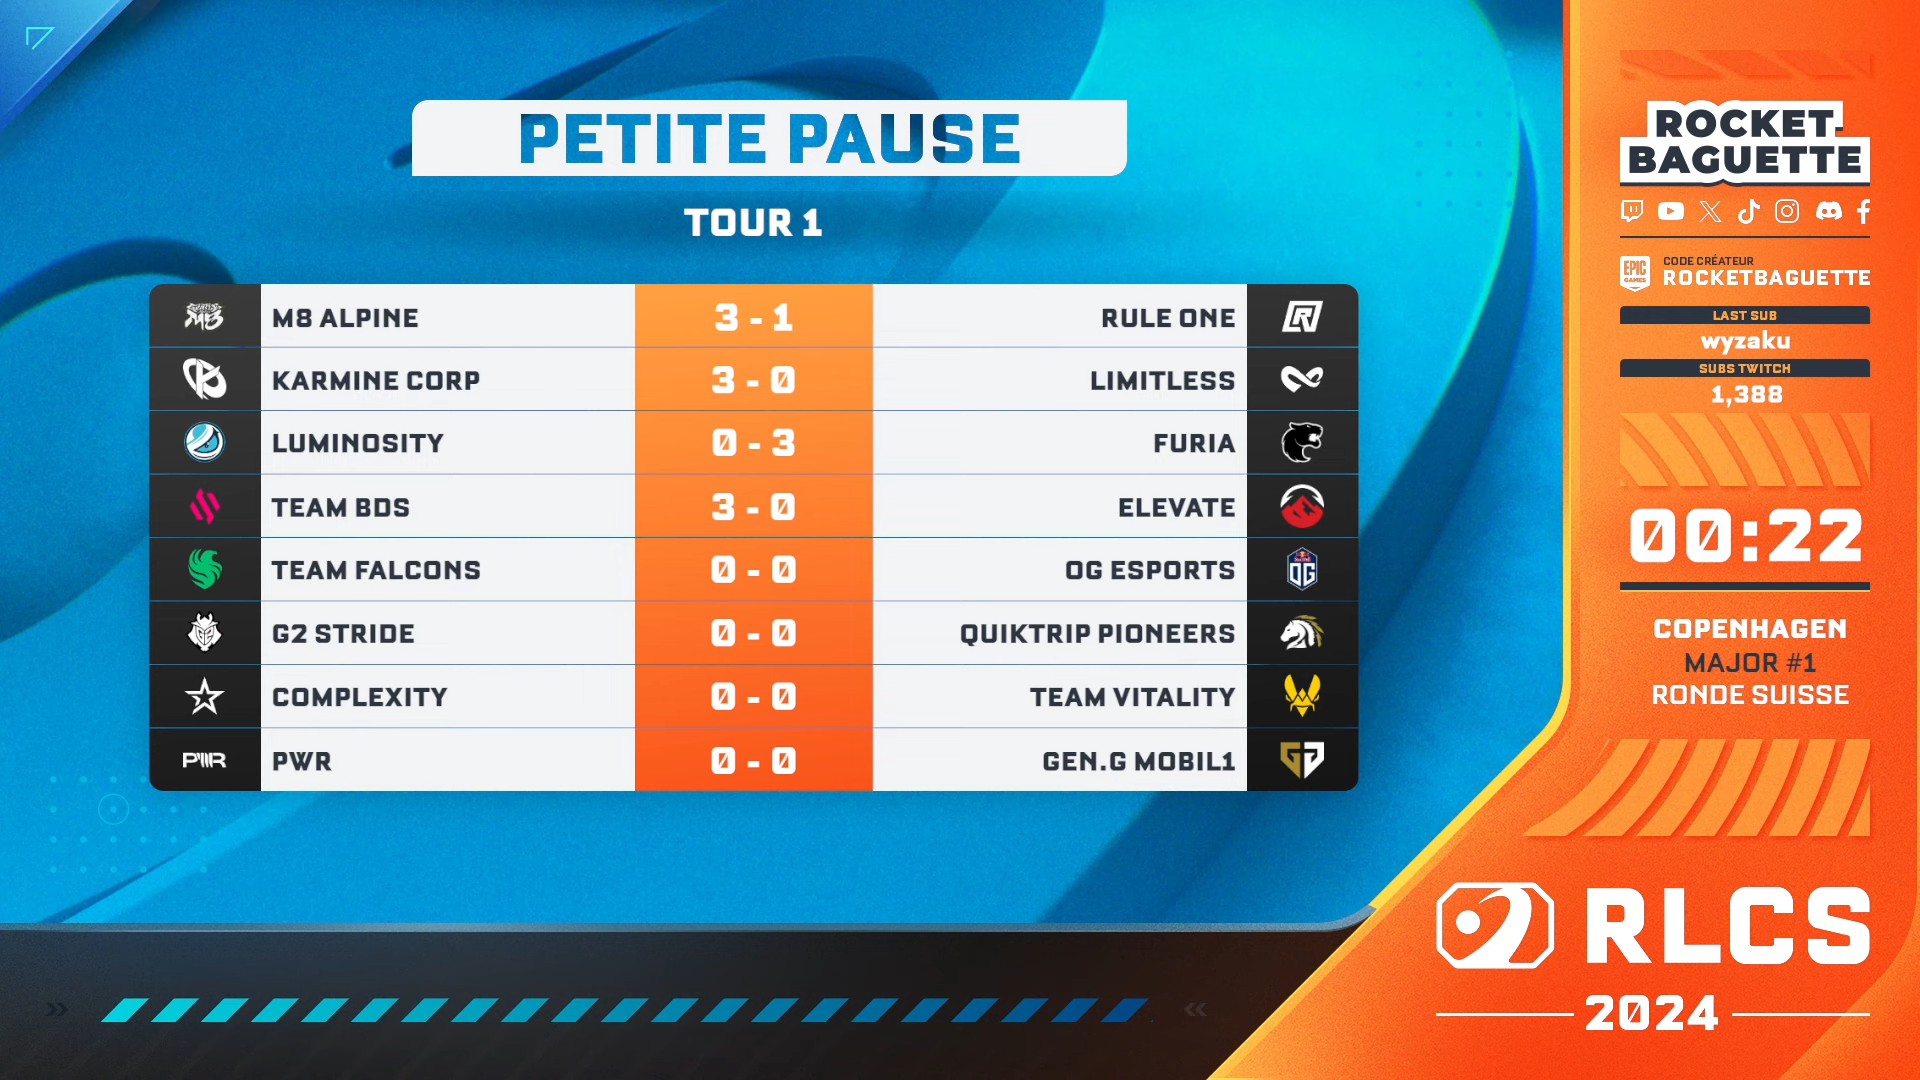 PETITE PAUSE
TOUR 1
M8 ALPINE 3 - 1 RULE ONE
KARMINE CORP 3 - 0 LIMITLESS
LUMINOSITY 0 - 3 FURIA
TEAM BDS 3 - 0 ELEVATE
TEAM FALCONS 0 - 0 OG ESPORTS
G2 STRIDE 0 - 0 QUIKTRIP PIONEERS
COMPLEXITY 0 - 0 TEAM VITALITY
PWR PWR 0 - 0 GEN.G MOBIL1
ROCKET-
BAGUETTE
EPIC GAMES
CODE CRÉATEUR
ROCKETBAGUETTE
LAST SUB
wyzaku
SUBS TWITCH
1,388
00:22
COPENHAGEN
MAJOR #1
RONDE SUISSE
RLCS
2024